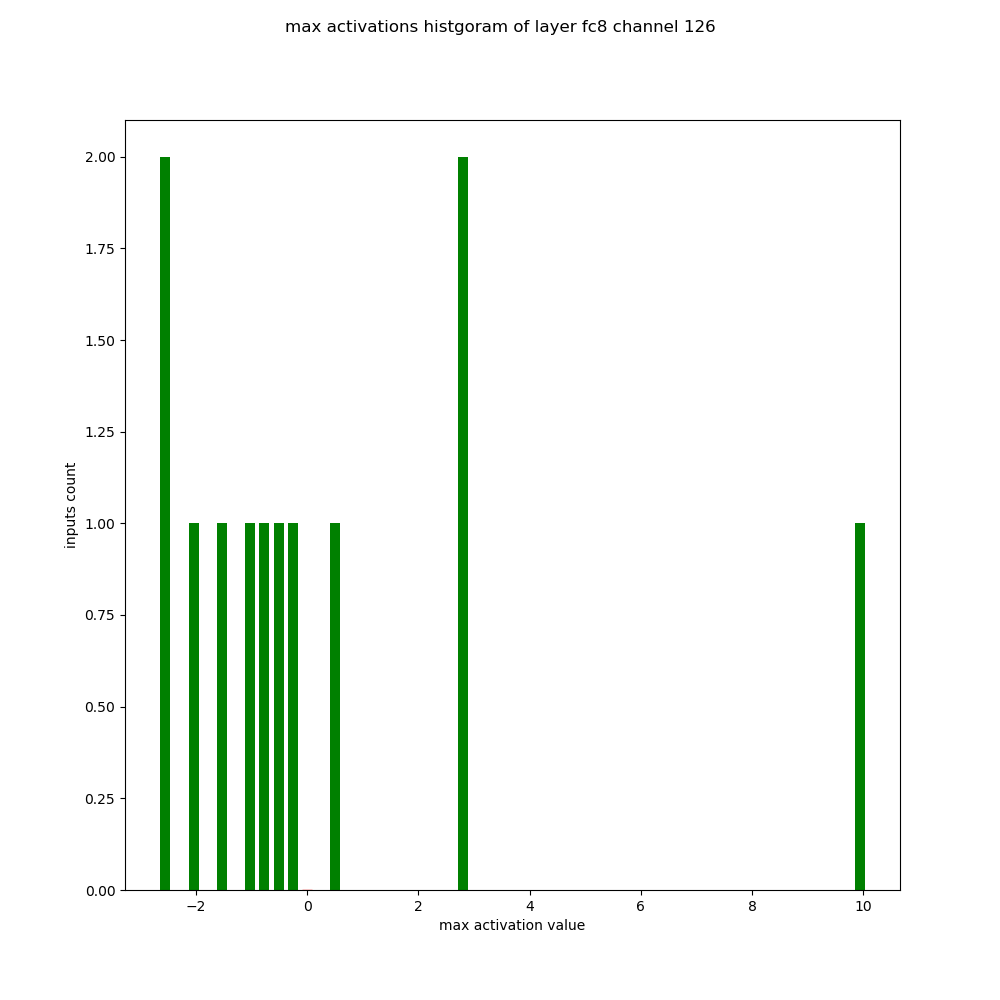 max activations histgoram of layer fc8 channel 126
2.00
1.75
1.50
1.25
1.00
0.75
0.50
0.25
0.00
inputs count
−2 0 2 4 6 8 10
max activation value